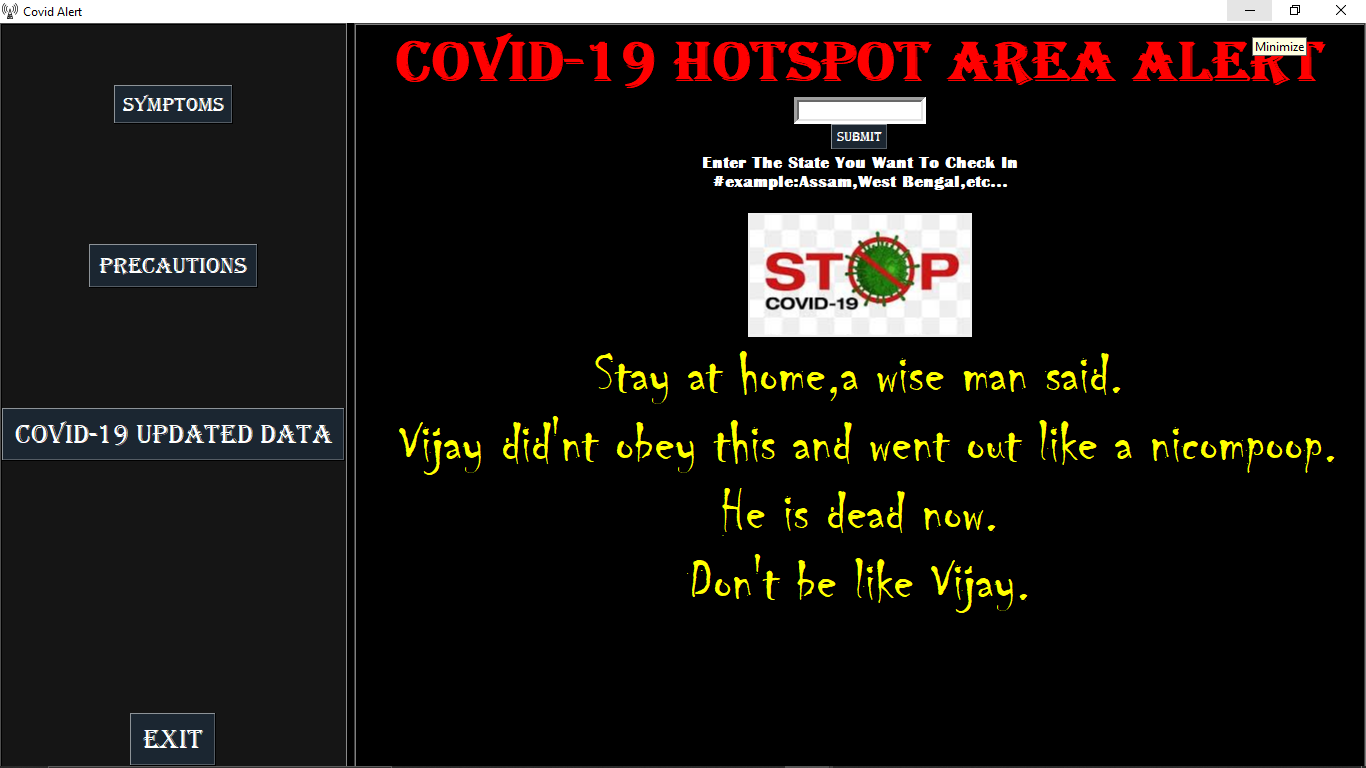 Covid Alert
COVID-19 HOTSPOT AREA ALERT
Minimize
SUBMIT
Enter The State You Want To Check In
#example:Assam,West Bengal,etc...
SYMPTOMS
PRECAUTIONS
COVID-19 UPDATED DATA
EXIT
STOP
COVID-19
Stay at home,a wise man said.
Vijay did'nt obey this and went out like a nicompoop.
He is dead now.
Don't be like Vijay.